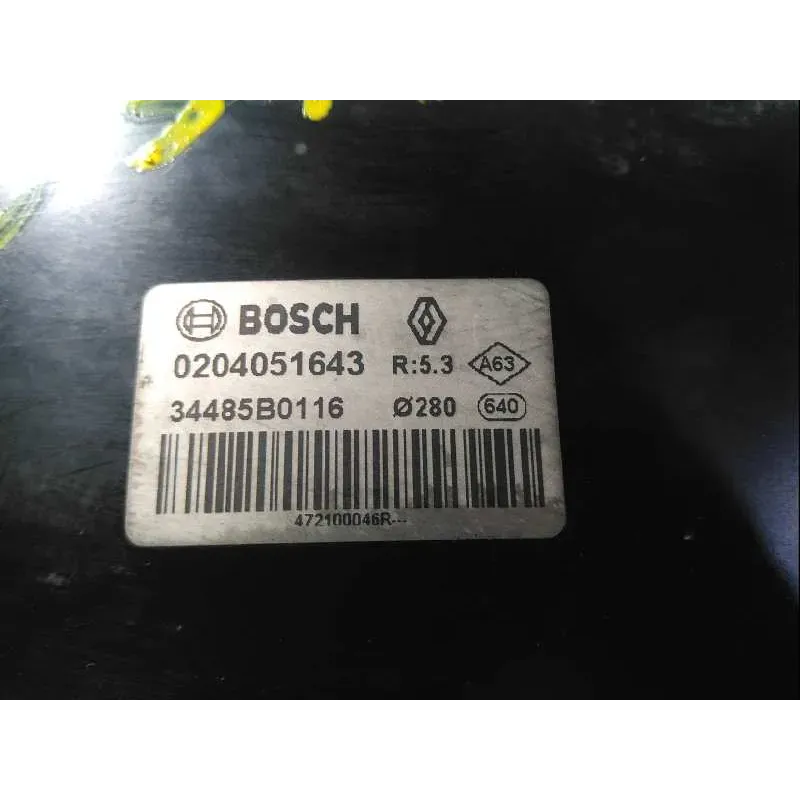 BOSCH
0204051643 R:5.3 A63
34485B0116 Ø280 640
472100046R---